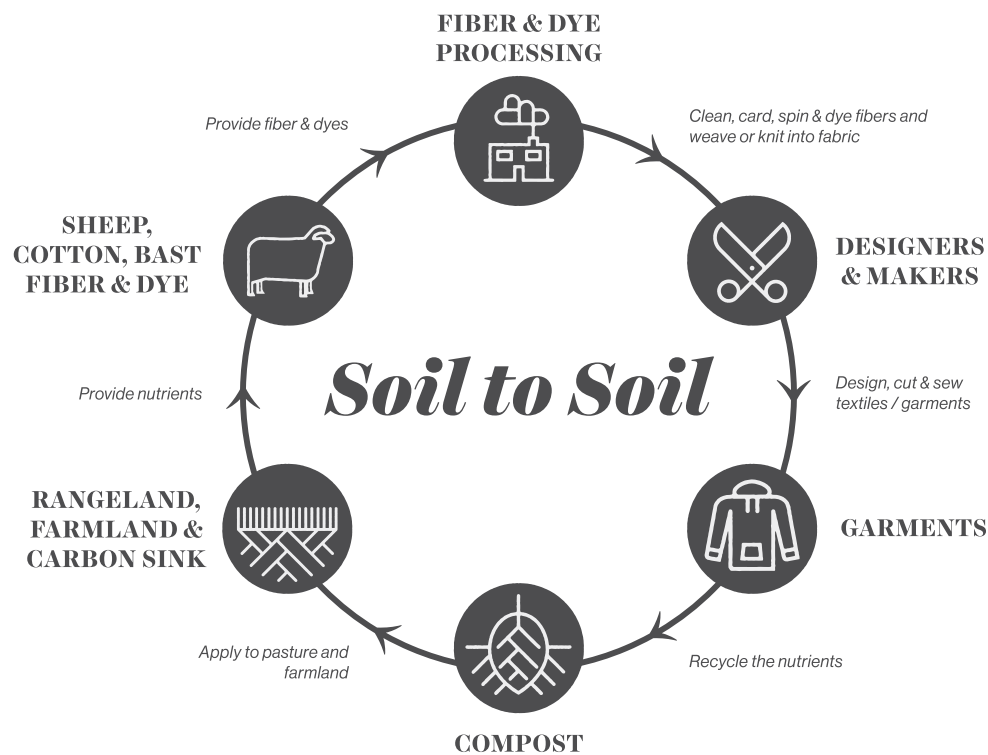 FIBER & DYE
PROCESSING
Provide fiber & dyes
Clean, card, spin & dye fibers and
weave or knit into fabric
SHEEP,
COTTON, BAST
FIBER & DYE
DESIGNERS
& MAKERS
Soil to Soil
Provide nutrients
Design, cut & sew
textiles / garments
RANGELAND,
FARMLAND &
CARBON SINK
GARMENTS
Apply to pasture and
farmland
Recycle the nutrients
COMPOST